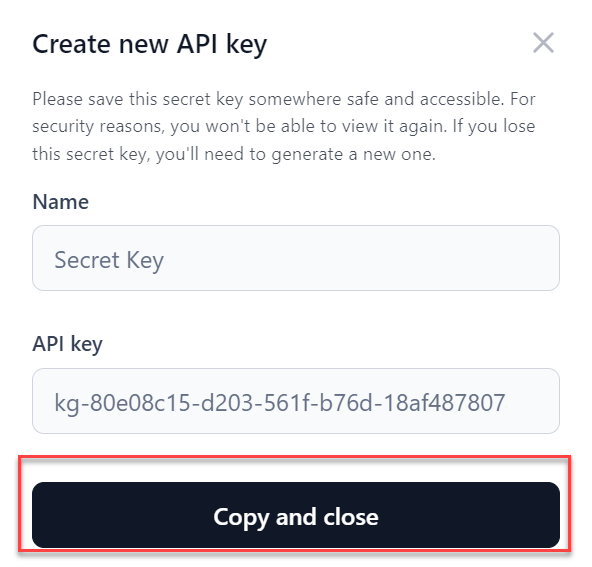 Create new API key
Please save this secret key somewhere safe and accessible. For
security reasons, you won't be able to view it again. If you lose
this secret key, you'll need to generate a new one.
Name
Secret Key
API key
kg-80e08c15-d203-561f-b76d-18af487807
Copy and close